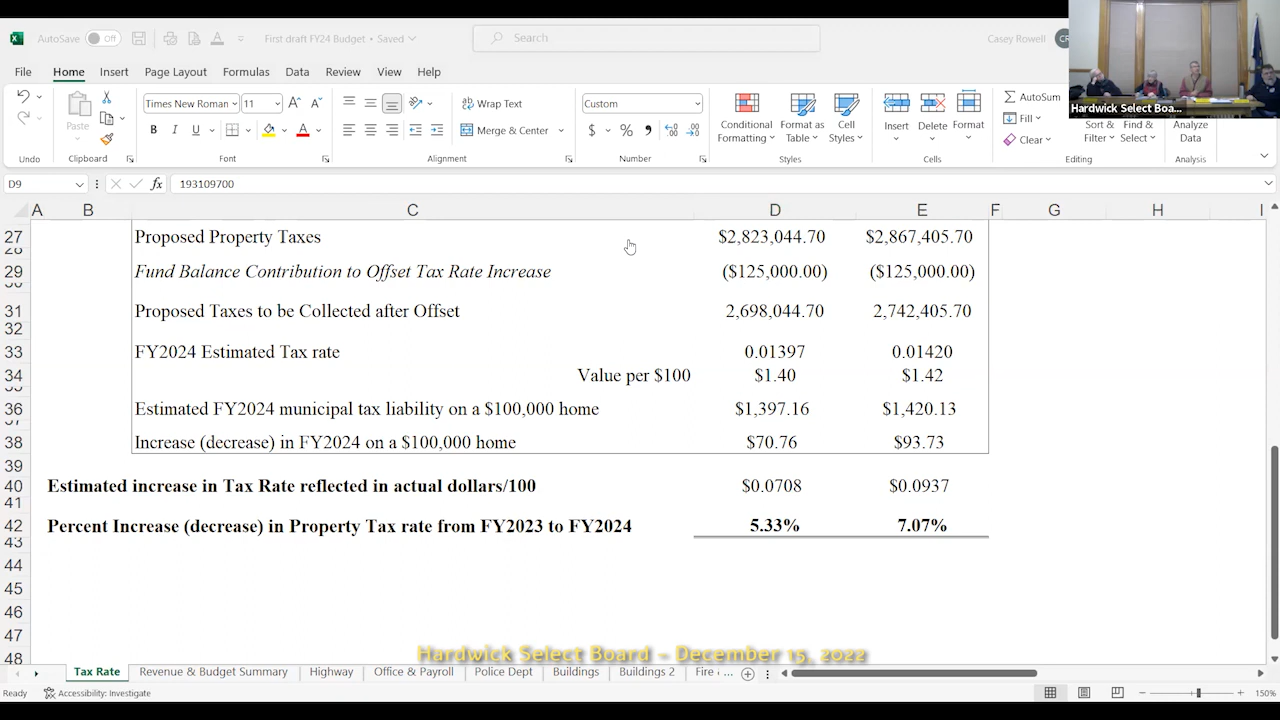 AutoSave Off First draft FY24 Budget • Saved Search Casey Rowell CR
File Home Insert Page Layout Formulas Data Review View Help
Hardwick Select Boa...
Times New Roman 11 Wrap Text Custom AutoSum
Paste B I U Merge & Center $ % Conditional Formatting Format as Table Cell Styles Insert Delete Format Fill Clear Sort & Filter Find & Select Analyze Data
Undo Clipboard Font Alignment Number Styles Cells Editing Analysis
D9 fx 193109700
A B C D E F G H I
27 Proposed Property Taxes $2,823,044.70 $2,867,405.70
28
29 Fund Balance Contribution to Offset Tax Rate Increase ($125,000.00) ($125,000.00)
30
31 Proposed Taxes to be Collected after Offset 2,698,044.70 2,742,405.70
32
33 FY2024 Estimated Tax rate 0.01397 0.01420
34 Value per $100 $1.40 $1.42
35
36 Estimated FY2024 municipal tax liability on a $100,000 home $1,397.16 $1,420.13
37
38 Increase (decrease) in FY2024 on a $100,000 home $70.76 $93.73
39
40 Estimated increase in Tax Rate reflected in actual dollars/100 $0.0708 $0.0937
41
42 Percent Increase (decrease) in Property Tax rate from FY2023 to FY2024 5.33% 7.07%
43
44
45
46
47
48
Hardwick Select Board – December 15, 2022
Tax Rate Revenue & Budget Summary Highway Office & Payroll Police Dept Buildings Buildings 2 Fire ...
Ready Accessibility: Investigate 150%